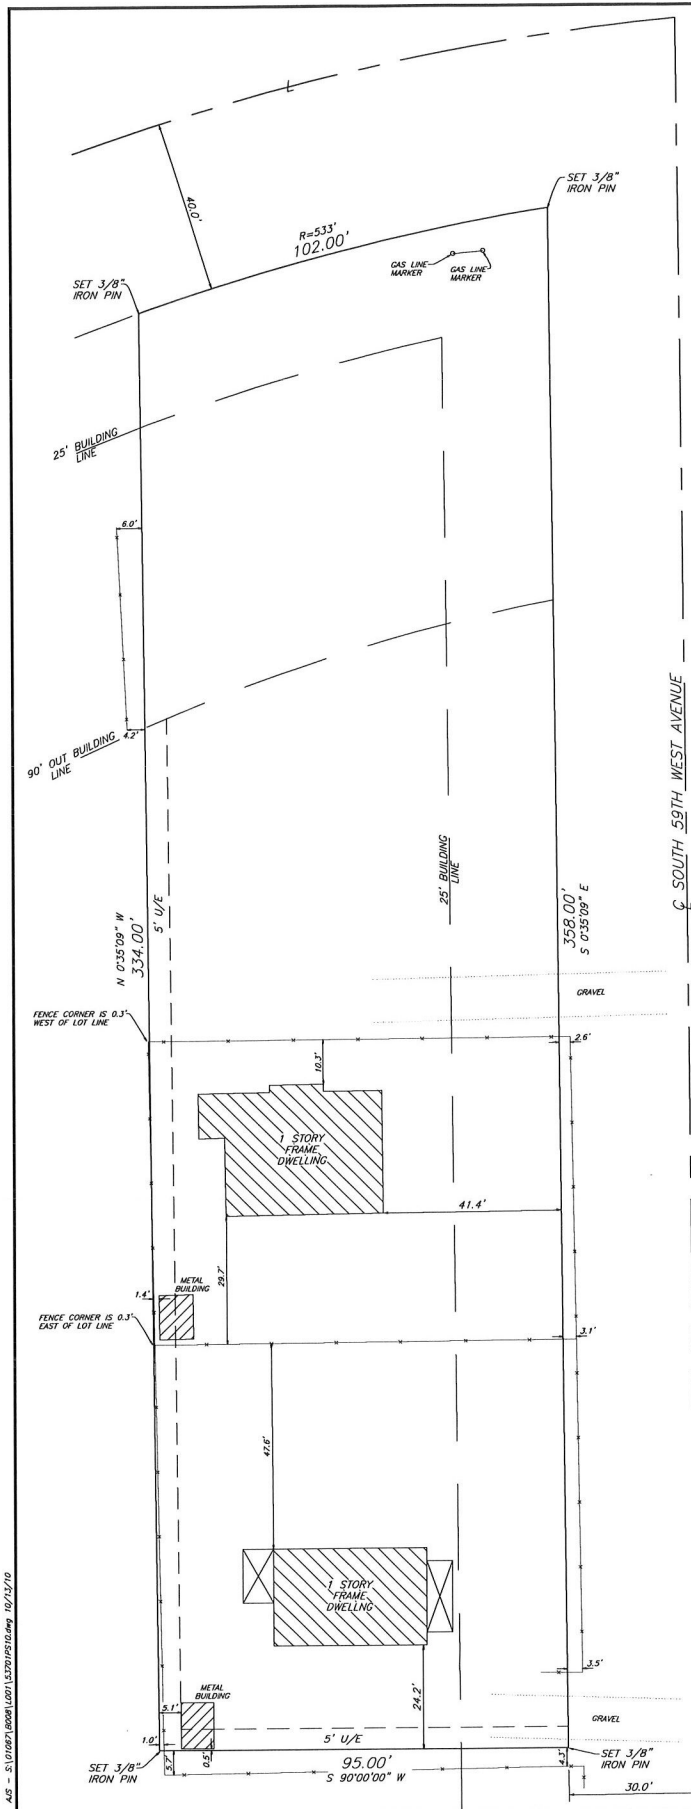 L
40.0'
R=533'
102.00'
SET 3/8"
IRON PIN
GAS LINE
MARKER
GAS LINE
MARKER
SET 3/8"
IRON PIN
25' BUILDING
LINE
6.0'
4.2'
90' OUT BUILDING
LINE
5' U/E
N 0°35'09" W
334.00'
25' BUILDING
LINE
358.00'
S 0°35'09" E
℄ SOUTH 59TH WEST AVENUE
GRAVEL
FENCE CORNER IS 0.3'
WEST OF LOT LINE
2.6'
10.3'
1 STORY
FRAME
DWELLING
41.4'
29.7'
METAL
BUILDING
1.4'
FENCE CORNER IS 0.3'
EAST OF LOT LINE
3.1'
47.6'
1 STORY
FRAME
DWELLNG
3.5'
24.2'
METAL
BUILDING
5.1'
GRAVEL
1.0'
5' U/E
SET 3/8"
IRON PIN
5.7'
0.5'
95.00'
S 90°00'00" W
4.3'
SET 3/8"
IRON PIN
30.0'
AJS - S:\01067\B008\L001\53701PS10.dwg 10/13/10